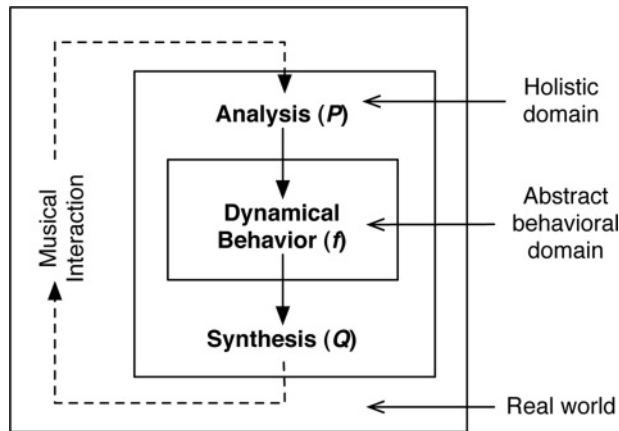 Analysis (P)
Holistic
domain
Musical
Interaction
Dynamical
Behavior (f)
Abstract
behavioral
domain
Synthesis (Q)
Real world